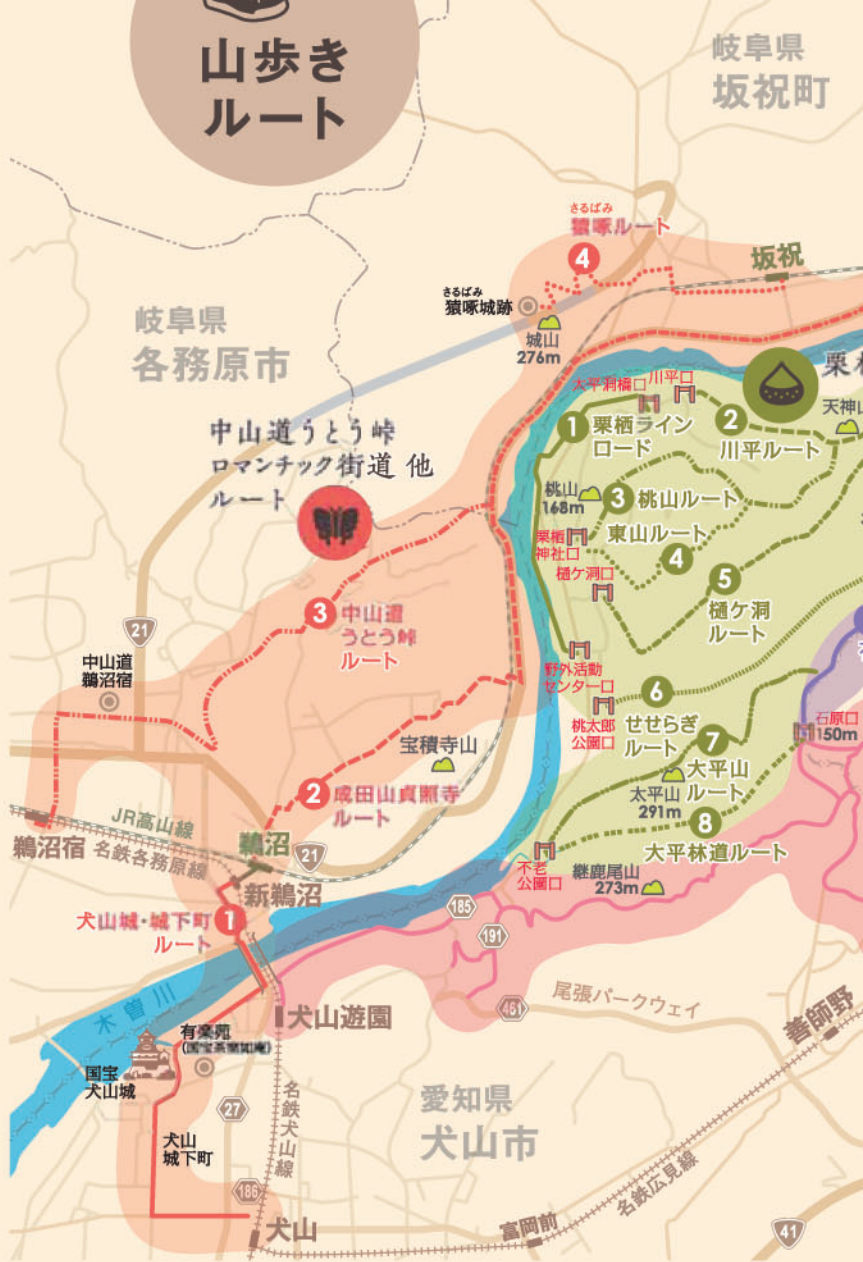 山歩き
ルート
岐阜県
坂祝町
さるばみ
猿啄ルート
4
坂祝
さるばみ
猿啄城跡
城山
276m
岐阜県
各務原市
中山道うとう峠
ロマンチック街道 他
ルート
大平洞橋口
川平口
栗栖
天神山
1
栗栖ライン
ロード
2
川平ルート
桃山
168m
3
桃山ルート
栗栖
神社口
東山ルート
4
樋ケ洞口
5
樋ケ洞
ルート
21
3
中山道
うとう峠
ルート
中山道
鵜沼宿
野外活動
センター口
6
せせらぎ
ルート
桃太郎
公園口
7
大平山
ルート
石原口
150m
宝積寺山
2
成田山貞照寺
ルート
太平山
291m
8
大平林道ルート
JR高山線
鵜沼宿
名鉄各務原線
鵜沼
21
新鵜沼
不老
公園口
継鹿尾山
273m
1
犬山城・城下町
ルート
185
191
木曽川
犬山遊園
461
尾張パークウェイ
善師野
有楽苑
(国宝茶室如庵)
国宝
犬山城
27
名鉄犬山線
愛知県
犬山市
犬山
城下町
186
犬山
富岡前
名鉄広見線
41